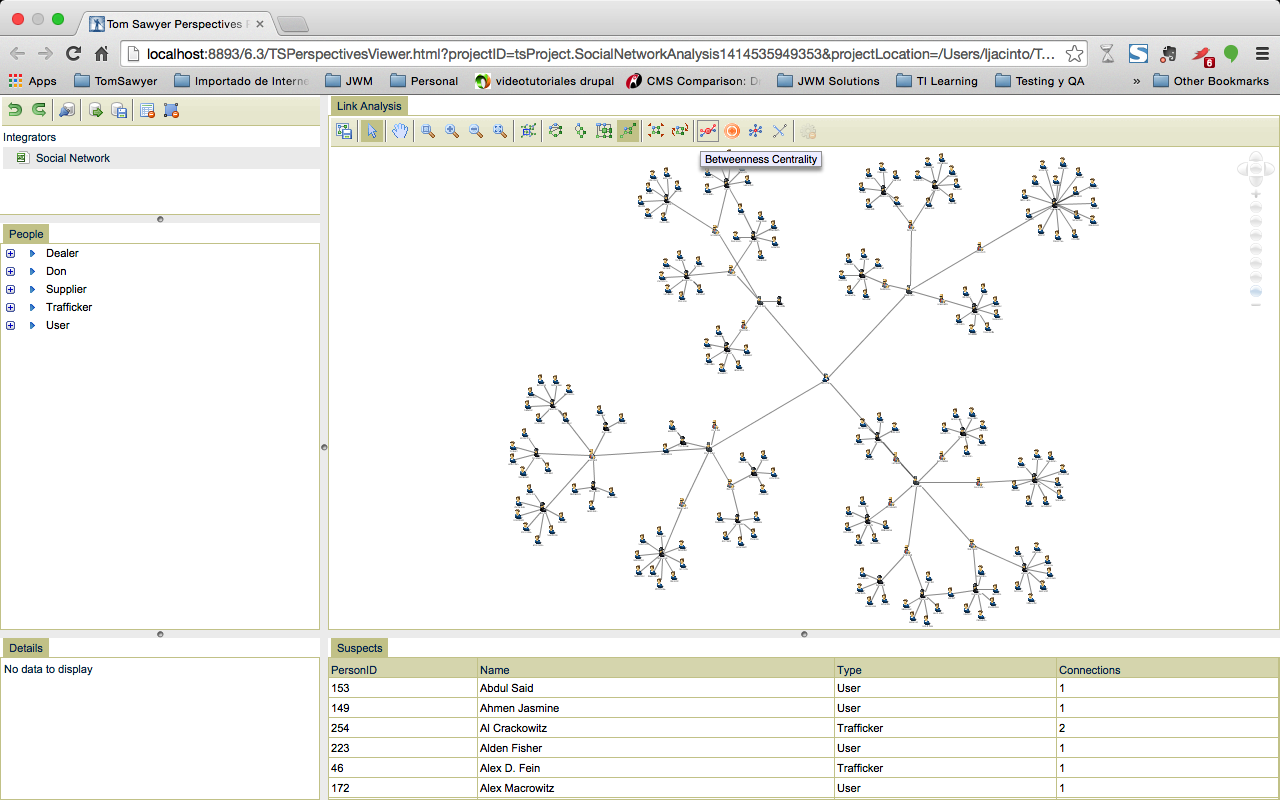 Tom Sawyer Perspectives P
localhost:8893/6.3/TSPerspectivesViewer.html?projectID=tsProject.SocialNetworkAnalysis1414535949353&projectLocation=/Users/ljacinto/T...
6
Apps TomSawyer Importado de Interne JWM Personal videotutoriales drupal CMS Comparison: Dr JWM Solutions TI Learning Testing y QA » Other Bookmarks
Integrators
Social Network
People
Dealer
Don
Supplier
Trafficker
User
Details
No data to display
Link Analysis
Betweenness Centrality
Suspects
PersonID Name Type Connections
153 Abdul Said User 1
149 Ahmen Jasmine User 1
254 Al Crackowitz Trafficker 2
223 Alden Fisher User 1
46 Alex D. Fein Trafficker 1
172 Alex Macrowitz User 1